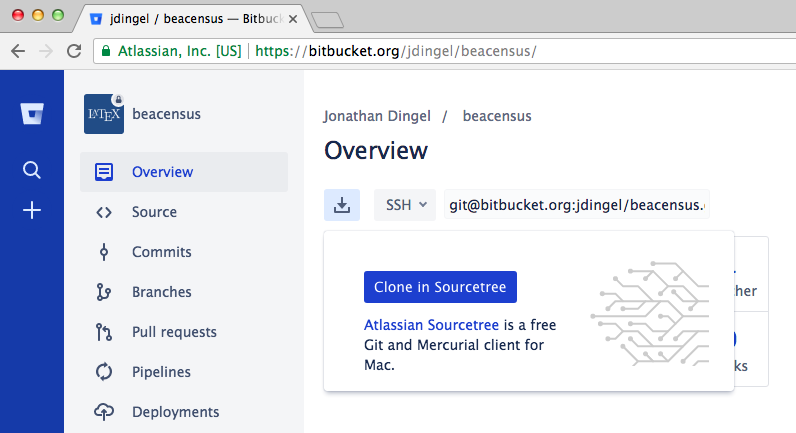 jdingel / beacensus — Bitbuc
Atlassian, Inc. [US] | https://bitbucket.org/jdingel/beacensus/
LATEX
beacensus
Overview
Source
Commits
Branches
Pull requests
Pipelines
Deployments
Jonathan Dingel / beacensus
Overview
SSH
git@bitbucket.org:jdingel/beacensus.
Clone in Sourcetree
Atlassian Sourcetree is a free
Git and Mercurial client for
Mac.
her
ks